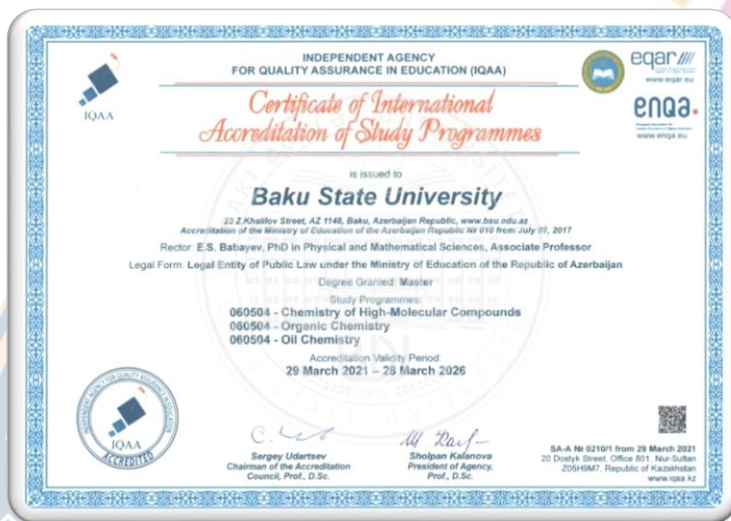 INDEPENDENT AGENCY
FOR QUALITY ASSURANCE IN EDUCATION (IQAA)
IQAA
eqar
www.eqar.eu
enqa.
www.enqa.eu
Certificate of International
Accreditation of Study Programmes
is issued to
Baku State University
23 Z.Khalilov Street, AZ 1148, Baku, Azerbaijan Republic, www.bsu.edu.az
Accreditation of the Ministry of Education of the Azerbaijan Republic № 010 from July 07, 2017
Rector: E.S. Babayev, PhD in Physical and Mathematical Sciences, Associate Professor
Legal Form: Legal Entity of Public Law under the Ministry of Education of the Republic of Azerbaijan
Degree Granted: Master
Study Programmes:
060504 - Chemistry of High-Molecular Compounds
060504 - Organic Chemistry
060504 - Oil Chemistry
Accreditation Validity Period
29 March 2021 – 28 March 2026
INDEPENDENT AGENCY FOR QUALITY ASSURANCE IN EDUCATION
IQAA
ACCREDITED
Sergey Udartsev
Chairman of the Accreditation
Council, Prof., D.Sc.
Sholpan Kalanova
President of Agency,
Prof., D.Sc.
SA-A № 0210/1 from 29 March 2021
20 Dostyk Street, Office 801, Nur-Sultan
Z05H9M7, Republic of Kazakhstan
www.iqaa.kz